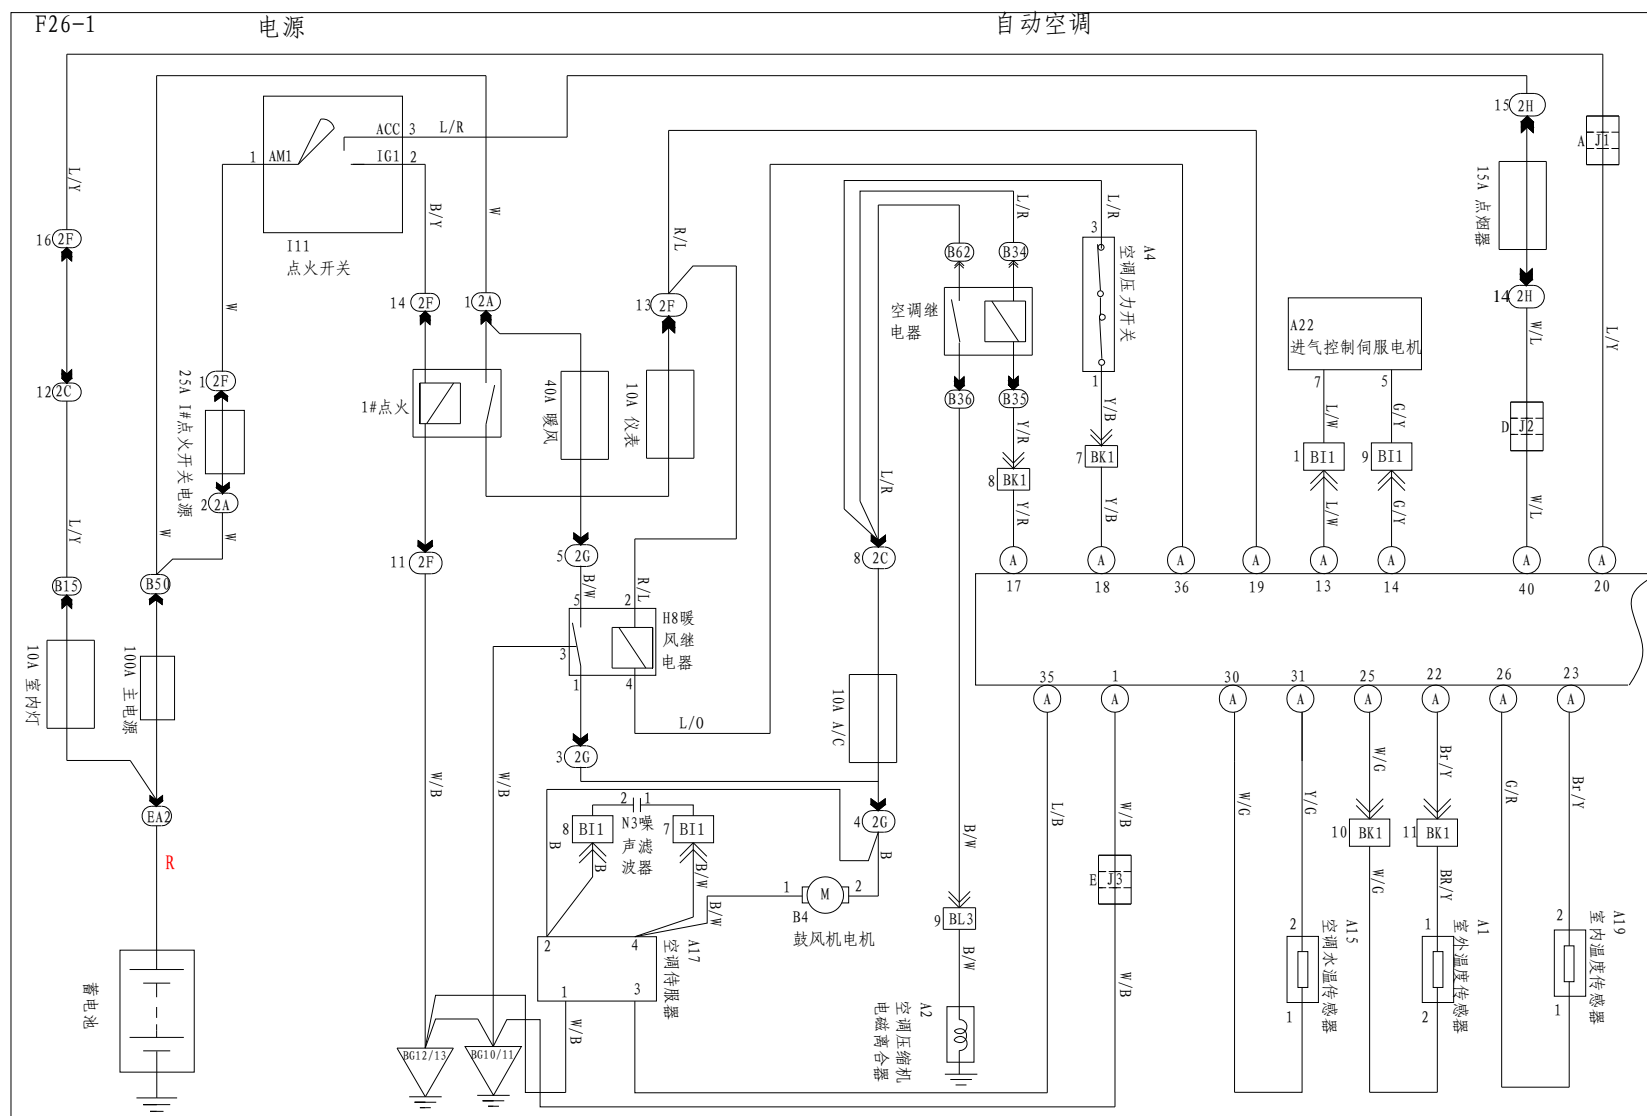 F26-1
电源
自动空调
L/Y
16
2F
12
2C
L/Y
B15
10A 室内灯
I11
点火开关
AM1
ACC
IG1
1
3
2
L/R
B/Y
W
W
1
2F
25A I#点火开关电源
2
2A
W
W
B50
100A 主电源
EA2
R
蓄电池
14
2F
1#点火
11
2F
W/B
1
2A
40A 暖风
5
2G
B/W
R/L
13
2F
10A 仪表
R/L
5
2
3
1
4
H8暖
风继
电器
L/O
3
2G
W/B
2
1
8
BI1
N3噪
声滤
波器
7
BI1
B
B
B/W
B/W
1
M
2
B4
鼓风机电机
4
2G
B
2
4
1
3
A17
空调侍服器
W/B
BG12/13
BG10/11
L/R
8
2C
10A A/C
L/R
B62
B34
空调继
电器
B36
B35
Y/R
8
BK1
Y/R
L/R
3
A4
空调压力开关
1
Y/B
7
BK1
Y/B
B/W
9
BL3
B/W
A2
空调压缩机
电磁离合器
A22
进气控制伺服电机
7
5
L/W
G/Y
1
BI1
9
BI1
L/W
G/Y
15
2H
15A 点烟器
14
2H
W/L
D
J2
W/L
A
J1
L/Y
A
A
A
A
A
A
A
A
17
18
36
19
13
14
40
20
35
1
30
31
25
22
26
23
A
A
A
A
A
A
A
A
L/B
W/B
E
J3
W/B
W/G
Y/G
W/G
10
BK1
W/G
Br/Y
11
BK1
BR/Y
G/R
Br/Y
2
A15
空调水温传感器
1
1
A1
室外温度传感器
2
2
A19
室内温度传感器
1